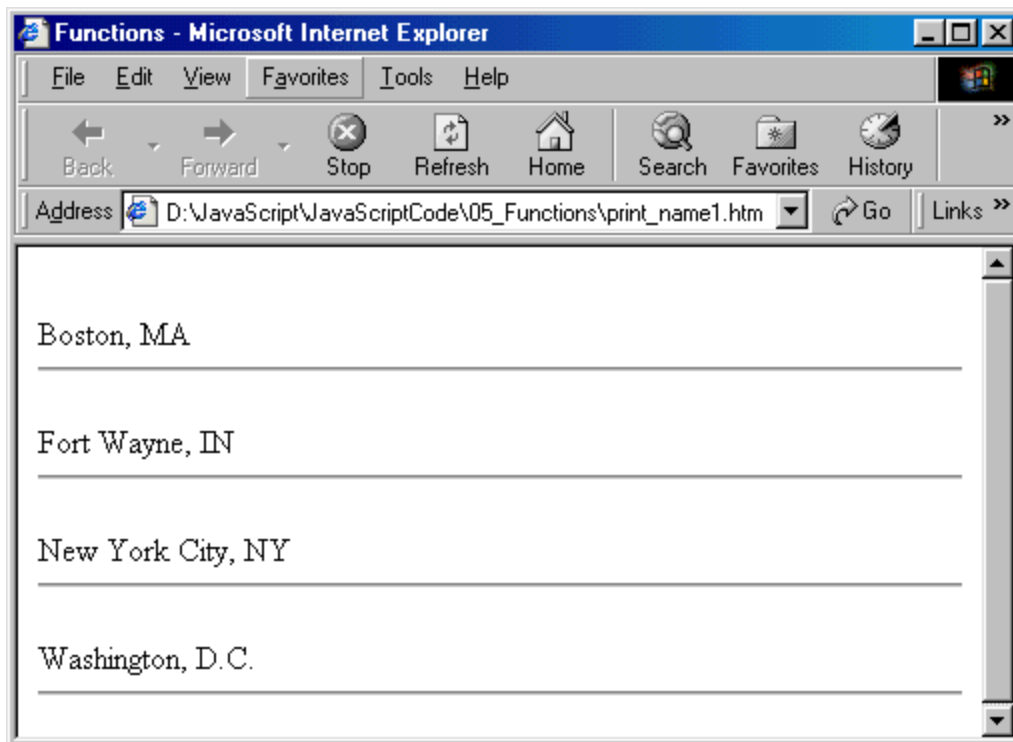 Functions - Microsoft Internet Explorer
File Edit View Favorites Tools Help
Back Forward Stop Refresh Home Search Favorites History »
Address D:\JavaScript\JavaScriptCode\05_Functions\print_name1.htm Go Links »
Boston, MA
Fort Wayne, IN
New York City, NY
Washington, D.C.